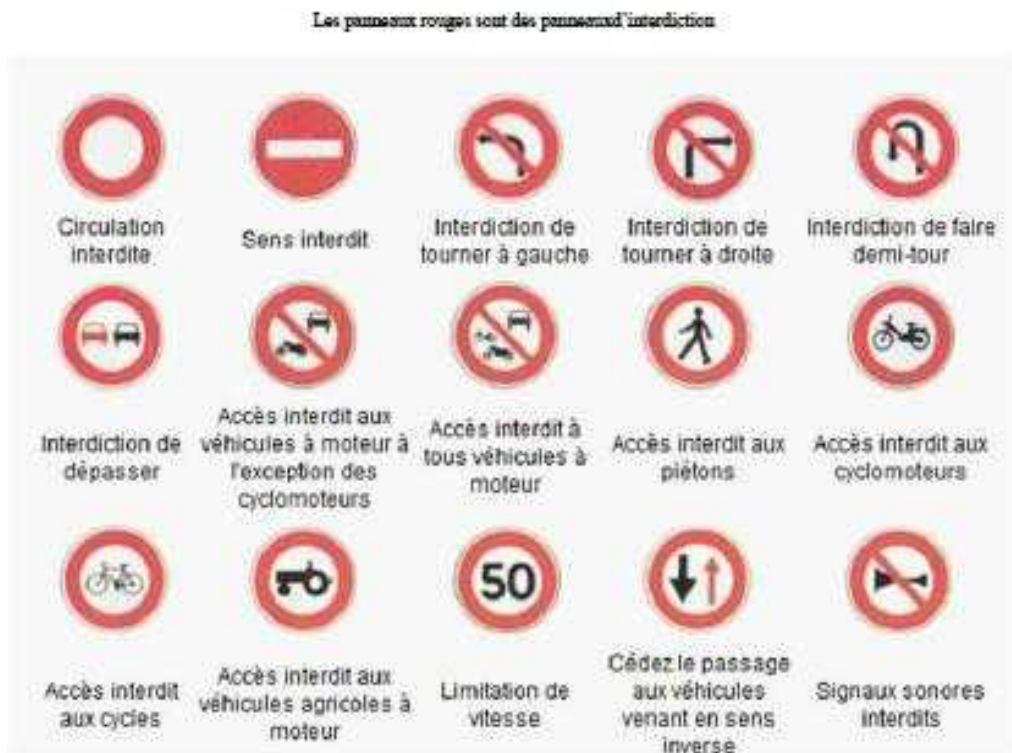 Les panneaux rouges sont des panneauxd'interdiction
Circulation
interdite
Sens interdit
Interdiction de
tourner à gauche
Interdiction de
tourner à droite
Interdiction de faire
demi-tour
Interdiction de
dépasser
Accès interdit aux
véhicules à moteur à
l'exception des
cyclomoteurs
Accès interdit à
tous véhicules à
moteur
Accès interdit aux
piétons
Accès interdit aux
cyclomoteurs
50
Accès interdit
aux cycles
Accès interdit aux
véhicules agricoles à
moteur
Limitation de
vitesse
Cédez le passage
aux véhicules
venant en sens
inverse
Signaux sonores
interdits